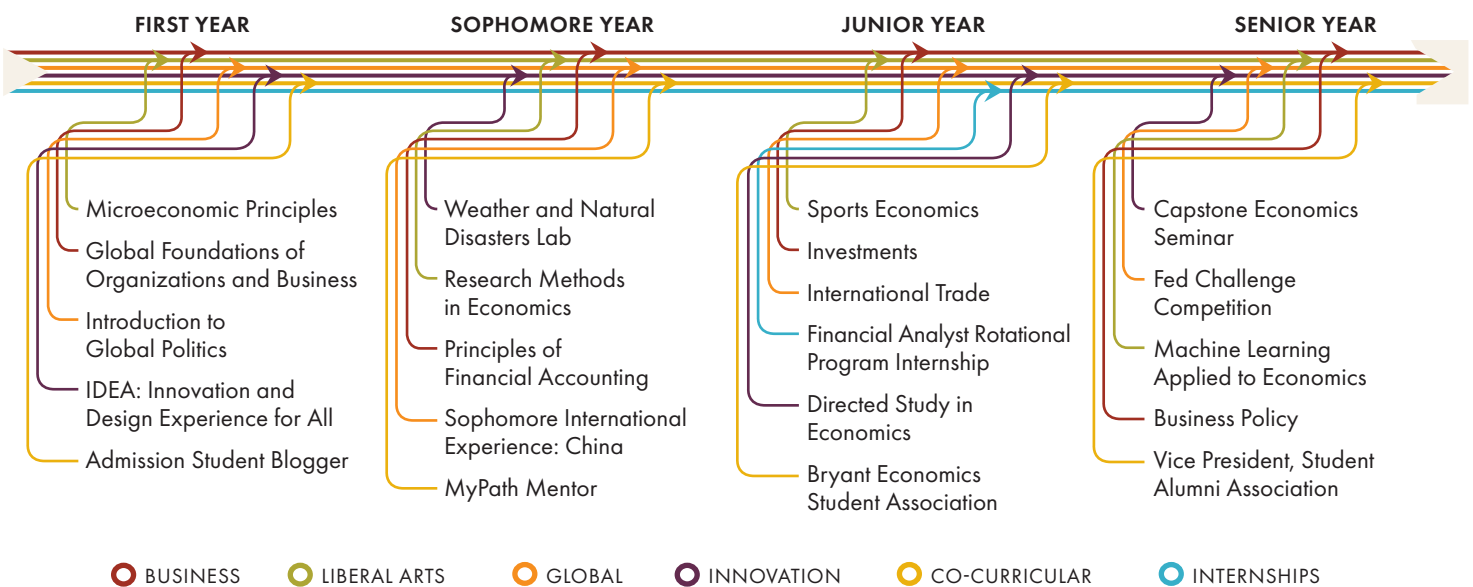 FIRST YEAR
SOPHOMORE YEAR
JUNIOR YEAR
SENIOR YEAR
Microeconomic Principles
Global Foundations of
Organizations and Business
Introduction to
Global Politics
IDEA: Innovation and
Design Experience for All
Admission Student Blogger
Weather and Natural
Disasters Lab
Research Methods
in Economics
Principles of
Financial Accounting
Sophomore International
Experience: China
MyPath Mentor
Sports Economics
Investments
International Trade
Financial Analyst Rotational
Program Internship
Directed Study in
Economics
Bryant Economics
Student Association
Capstone Economics
Seminar
Fed Challenge
Competition
Machine Learning
Applied to Economics
Business Policy
Vice President, Student
Alumni Association
BUSINESS
LIBERAL ARTS
GLOBAL
INNOVATION
CO-CURRICULAR
INTERNSHIPS